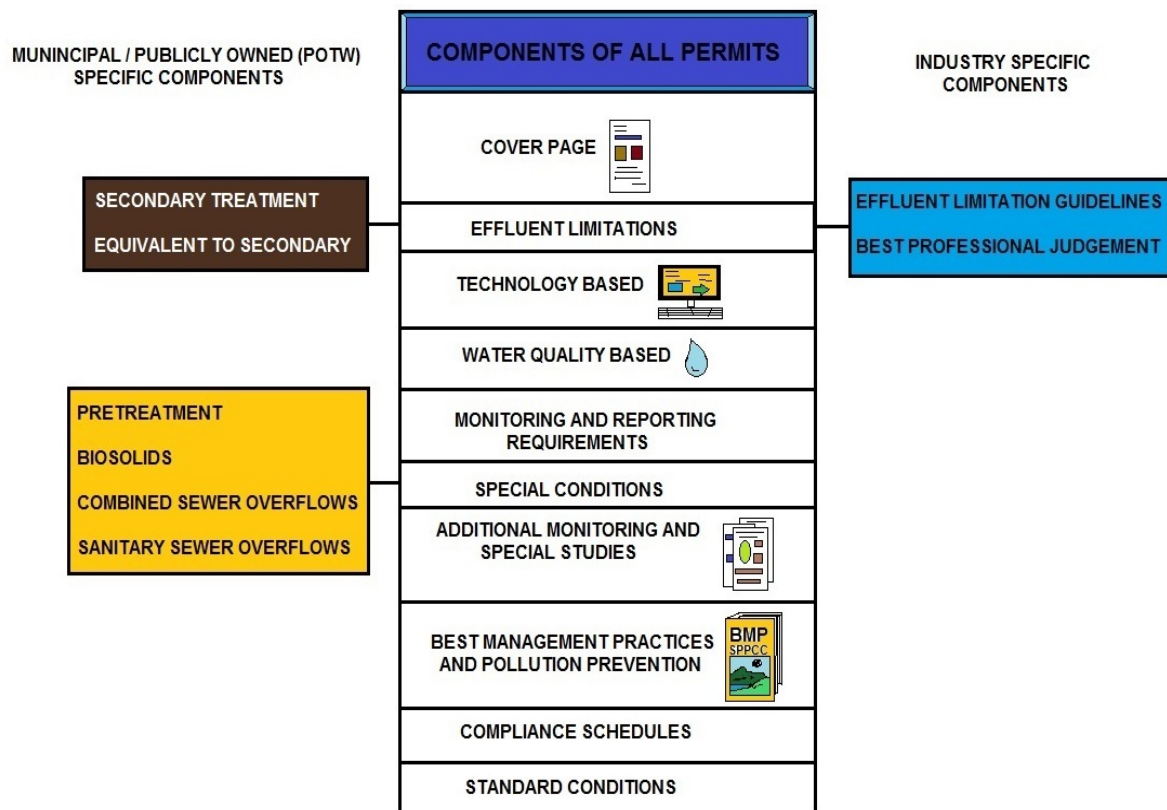 MUNINCIPAL / PUBLICLY OWNED (POTW)
SPECIFIC COMPONENTS
COMPONENTS OF ALL PERMITS
INDUSTRY SPECIFIC
COMPONENTS
COVER PAGE
SECONDARY TREATMENT
EQUIVALENT TO SECONDARY
EFFLUENT LIMITATIONS
EFFLUENT LIMITATION GUIDELINES
BEST PROFESSIONAL JUDGEMENT
TECHNOLOGY BASED
WATER QUALITY BASED
PRETREATMENT
BIOSOLIDS
COMBINED SEWER OVERFLOWS
SANITARY SEWER OVERFLOWS
MONITORING AND REPORTING
REQUIREMENTS
SPECIAL CONDITIONS
ADDITIONAL MONITORING AND
SPECIAL STUDIES
BEST MANAGEMENT PRACTICES
AND POLLUTION PREVENTION
BMP
SPPCC
COMPLIANCE SCHEDULES
STANDARD CONDITIONS